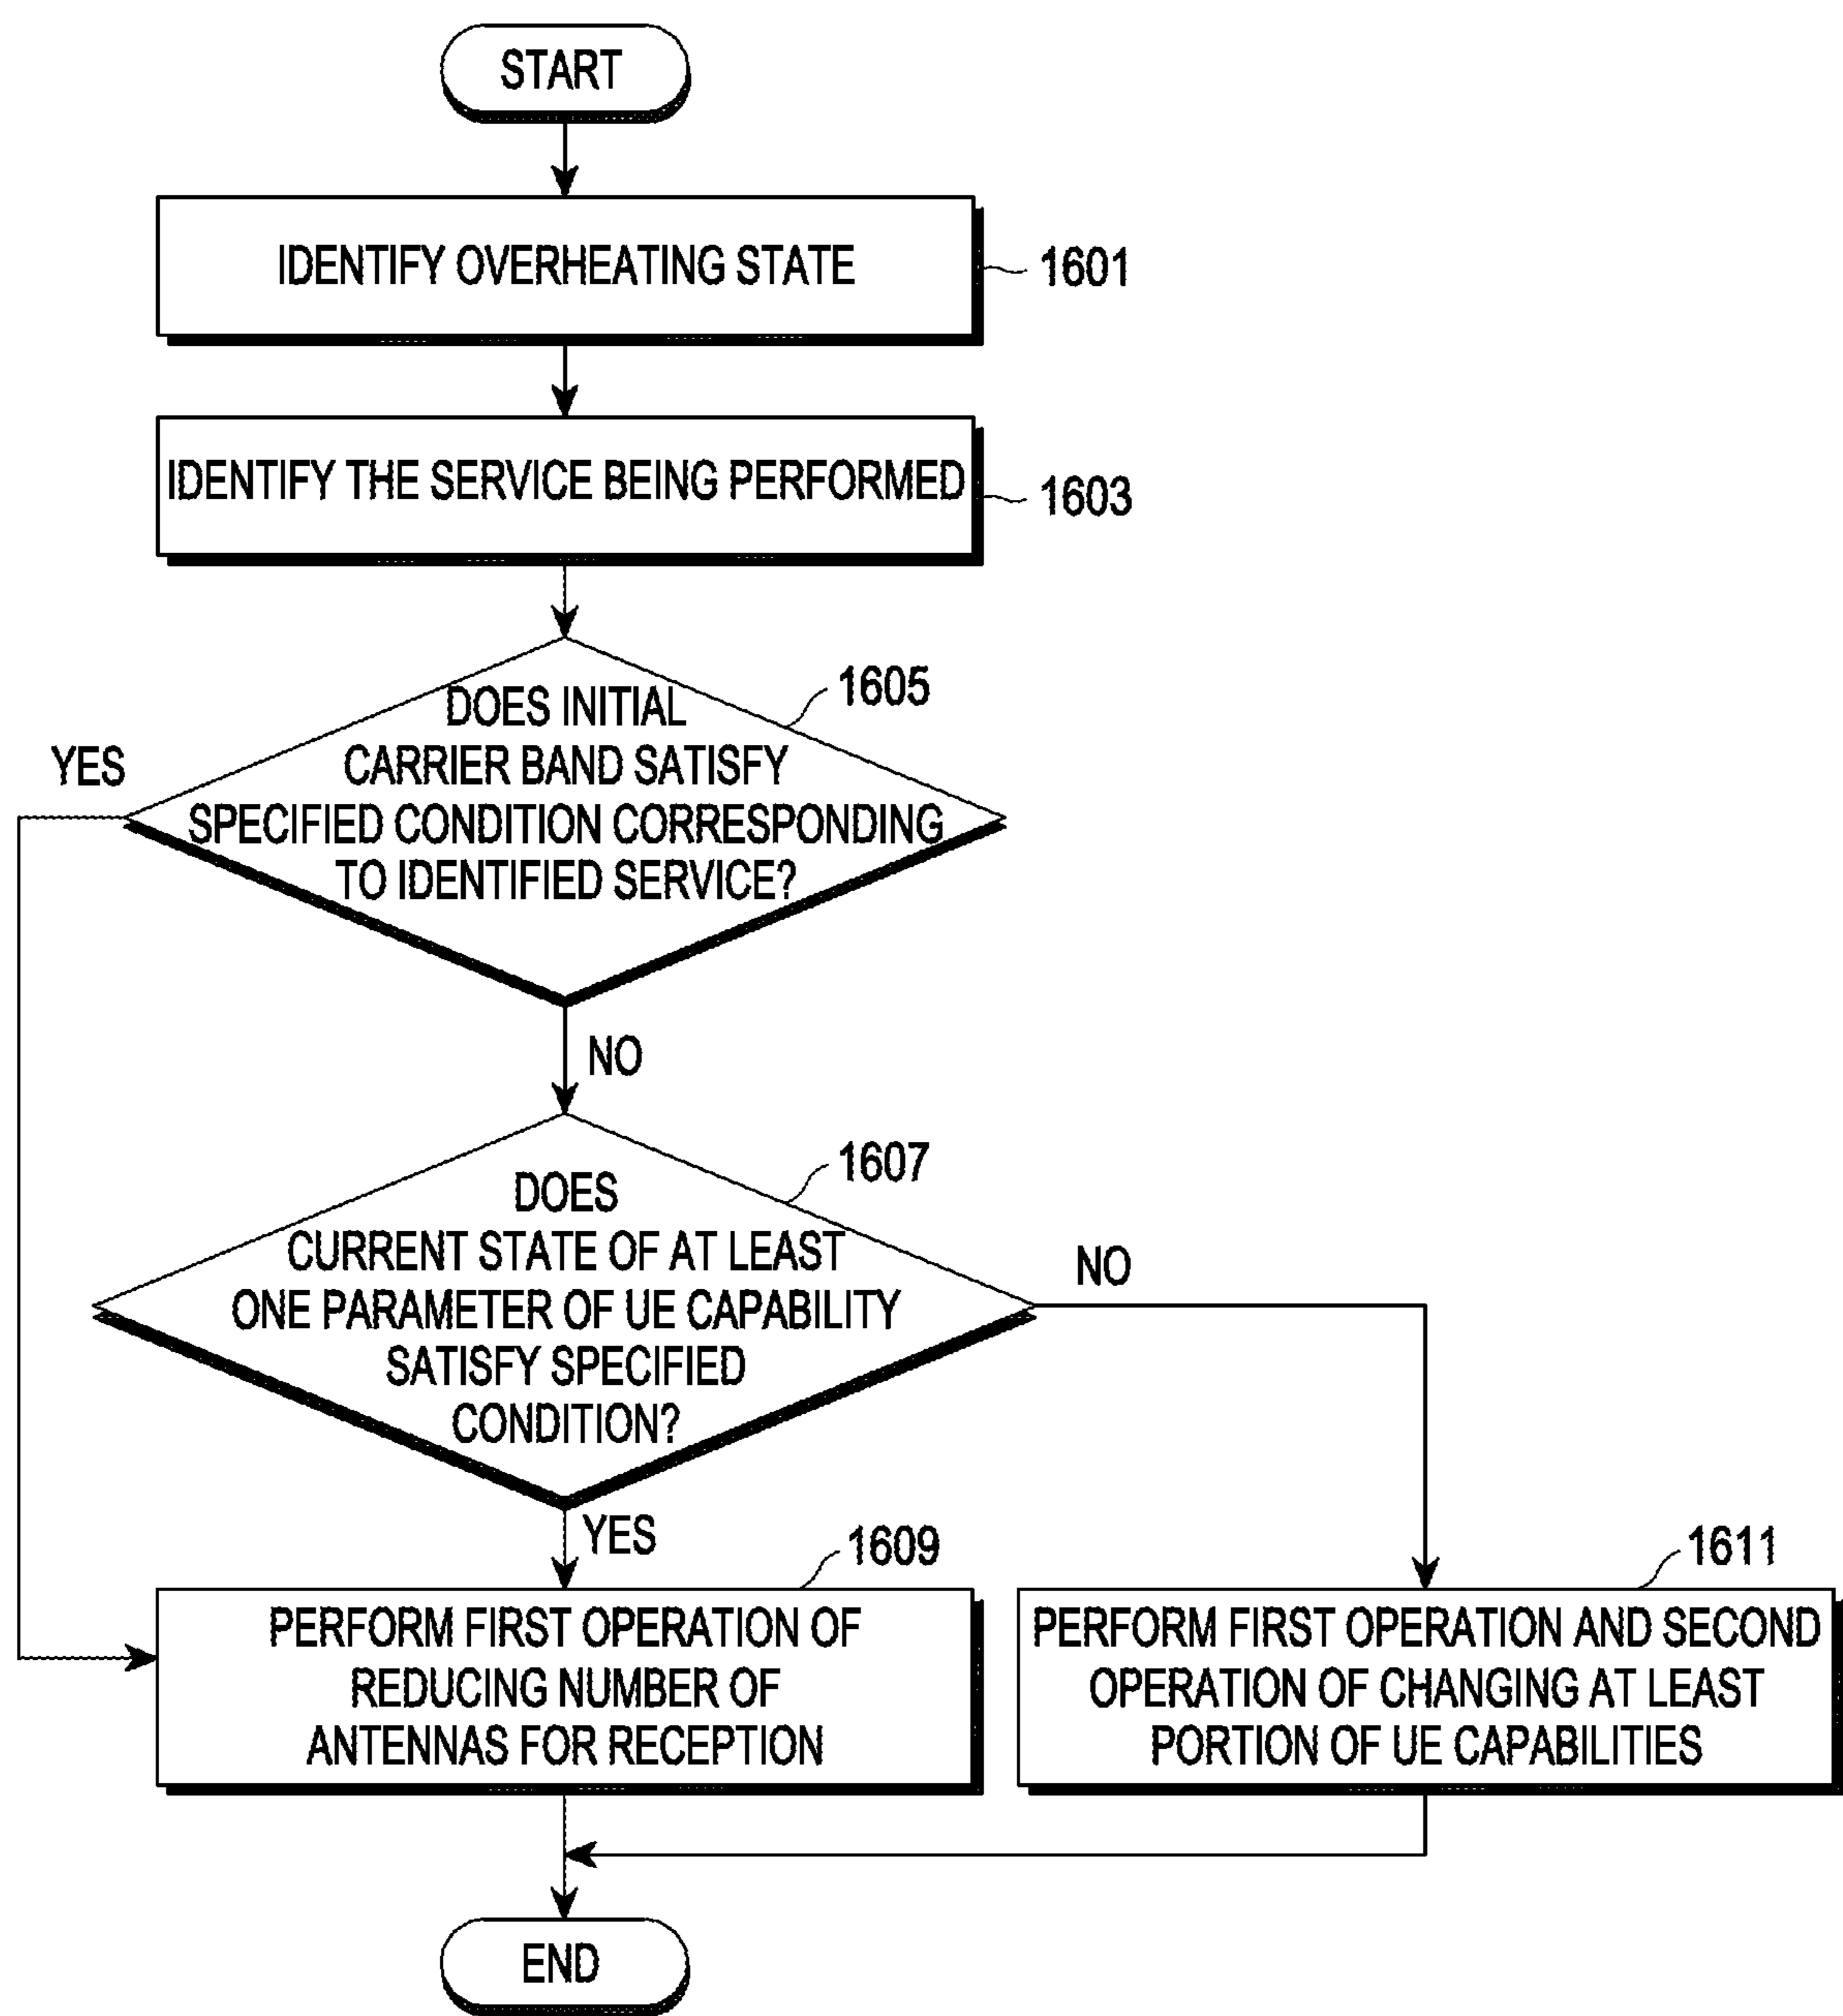 START
IDENTIFY OVERHEATING STATE
1601
IDENTIFY THE SERVICE BEING PERFORMED
1603
1605
DOES INITIAL
CARRIER BAND SATISFY
SPECIFIED CONDITION CORRESPONDING
TO IDENTIFIED SERVICE?
YES
NO
1607
DOES
CURRENT STATE OF AT LEAST
ONE PARAMETER OF UE CAPABILITY
SATISFY SPECIFIED
CONDITION?
NO
YES
1609
PERFORM FIRST OPERATION OF
REDUCING NUMBER OF
ANTENNAS FOR RECEPTION
1611
PERFORM FIRST OPERATION AND SECOND
OPERATION OF CHANGING AT LEAST
PORTION OF UE CAPABILITIES
END